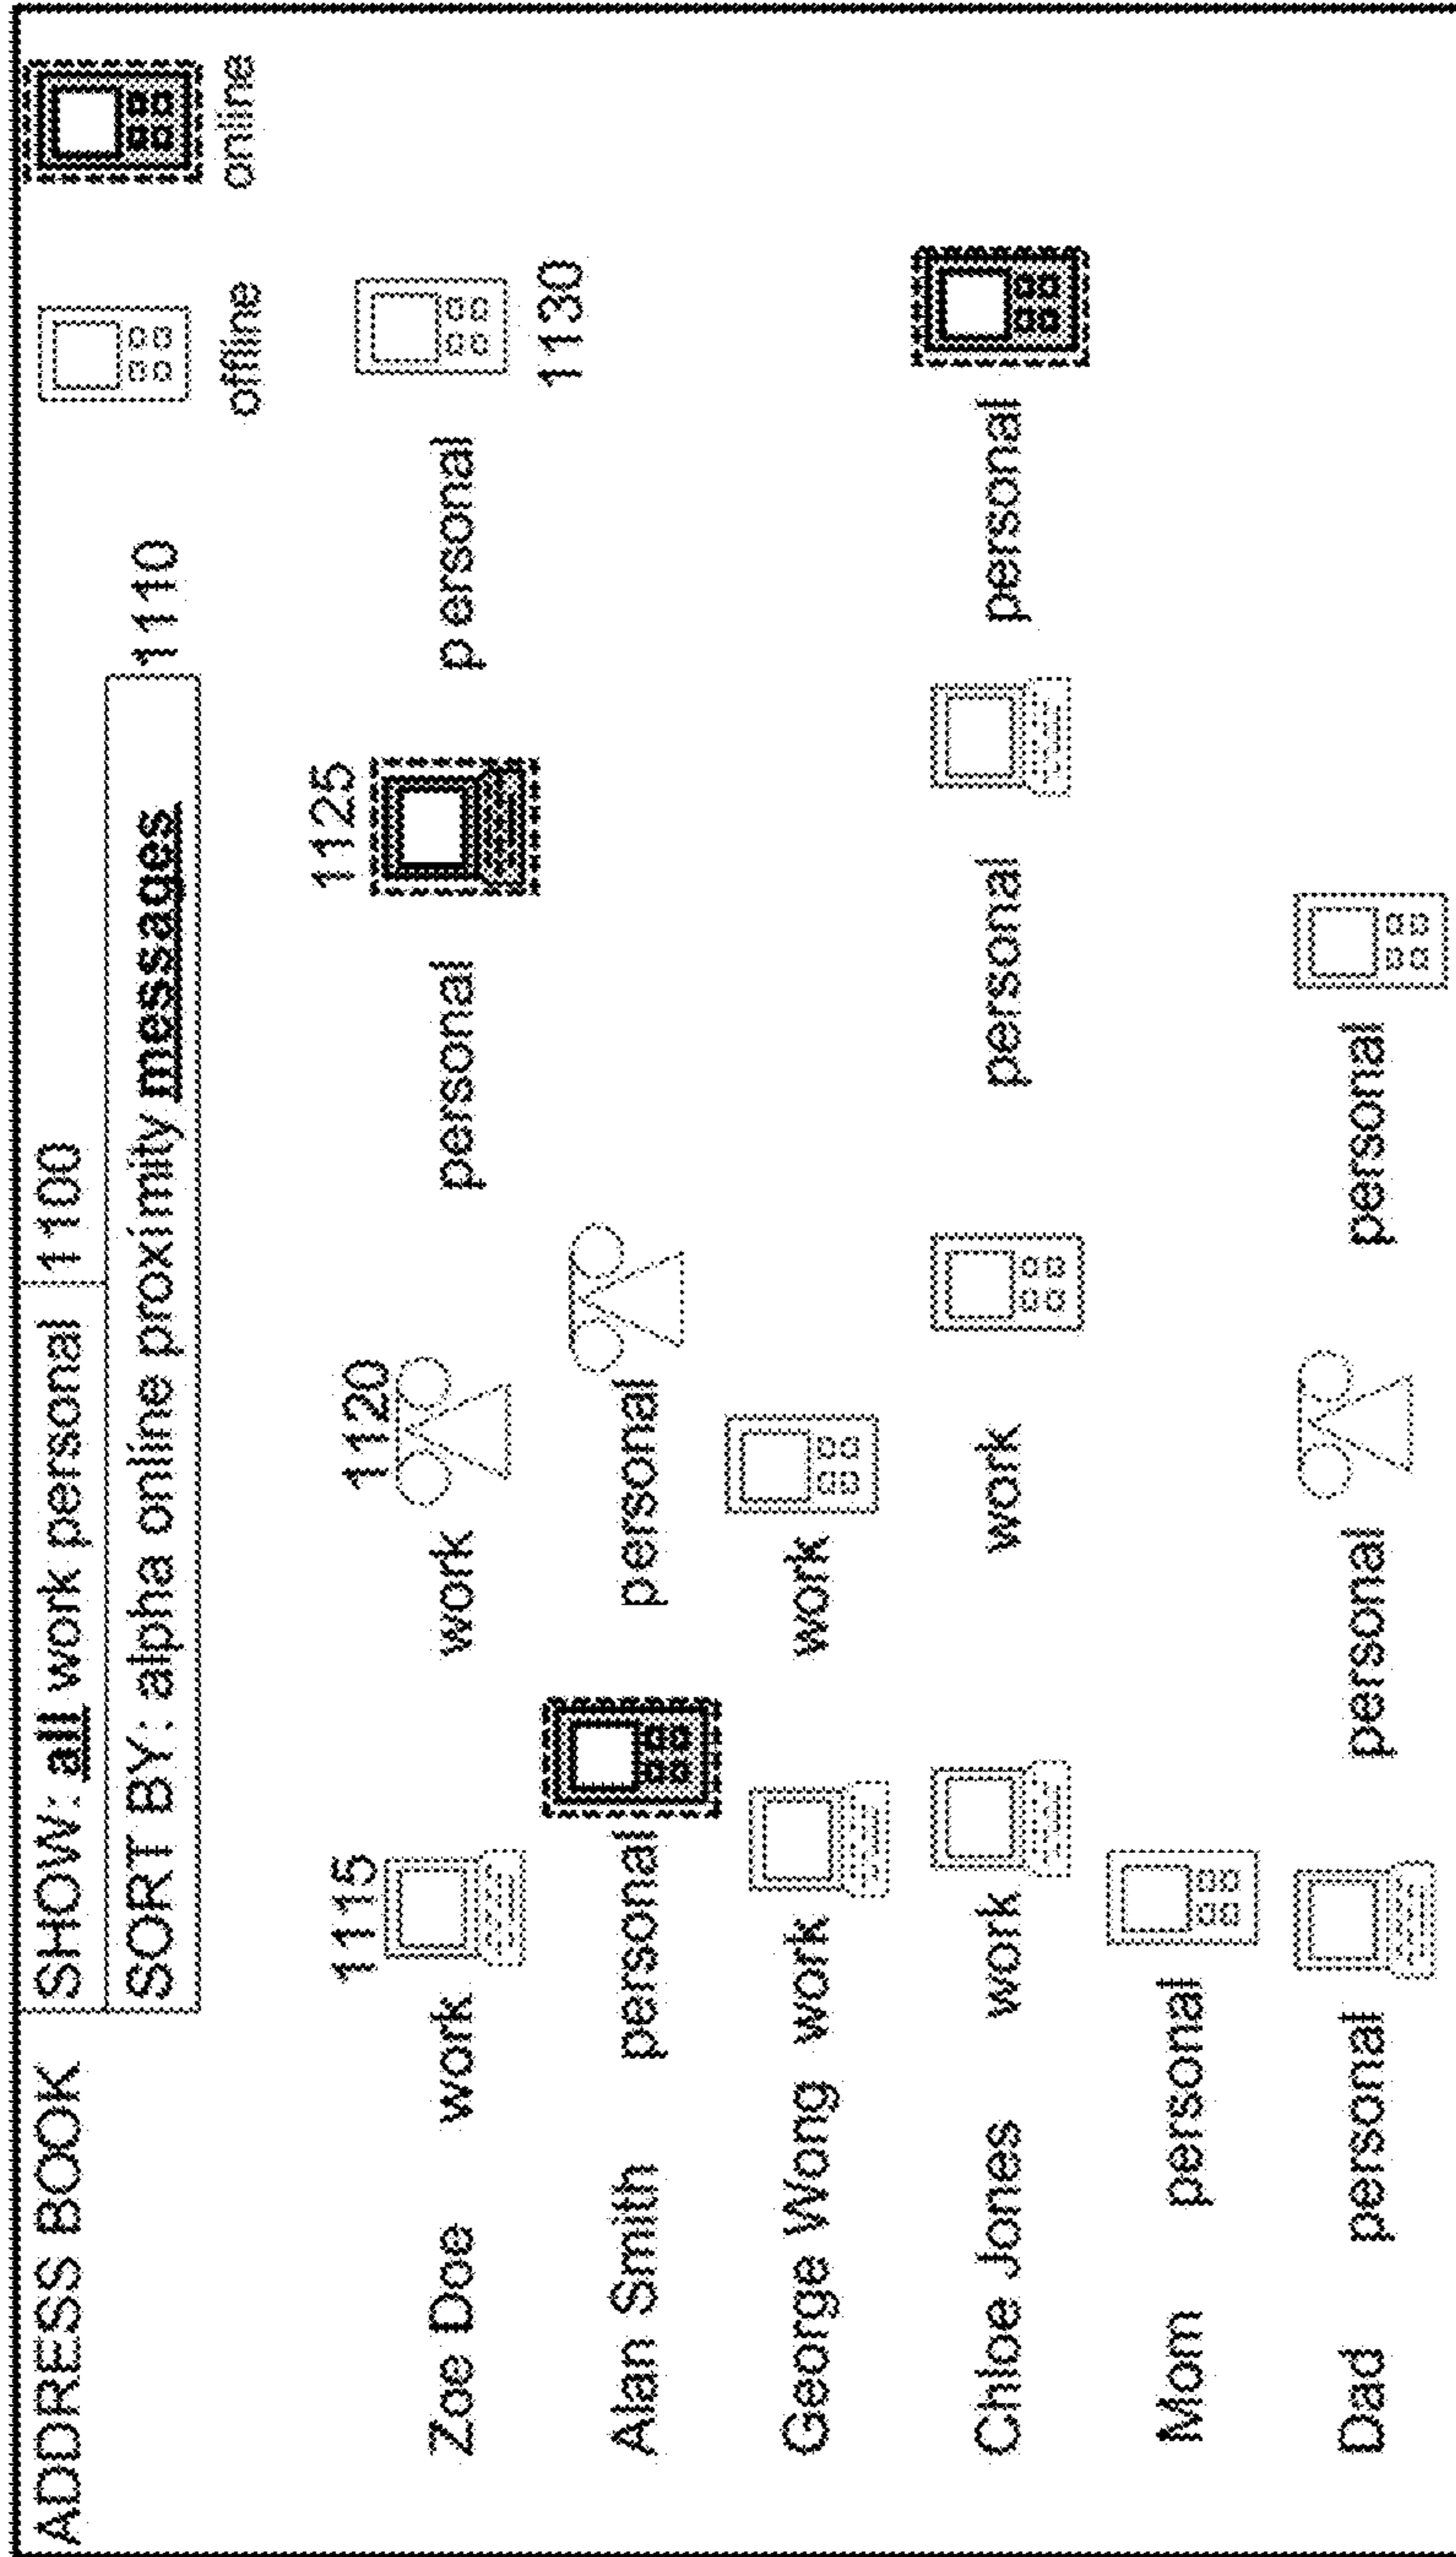 ADDRESS BOOK SHOW: all work personal 1100
SORT BY: alpha online proximity messages 1110
offline online
1115 1120 1125
Zoe Doe work work personal personal
1130
Alan Smith personal personal
George Wong work work
Chloe Jones work work personal personal
Mom personal
Dad personal personal personal